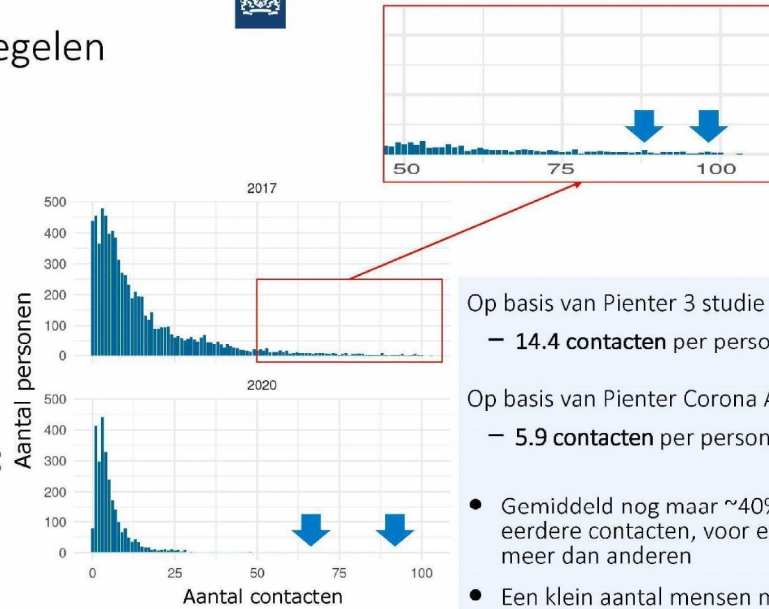 egelen
50
75
100
2017
500
400
300
200
100
0
Aantal personen
2020
500
400
300
200
100
0
0
25
50
75
100
Aantal contacten
Op basis van Pienter 3 studie
– 14.4 contacten per perso
Op basis van Pienter Corona
– 5.9 contacten per person
• Gemiddeld nog maar ~40%
eerdere contacten, voor e
meer dan anderen
• Een klein aantal mensen m